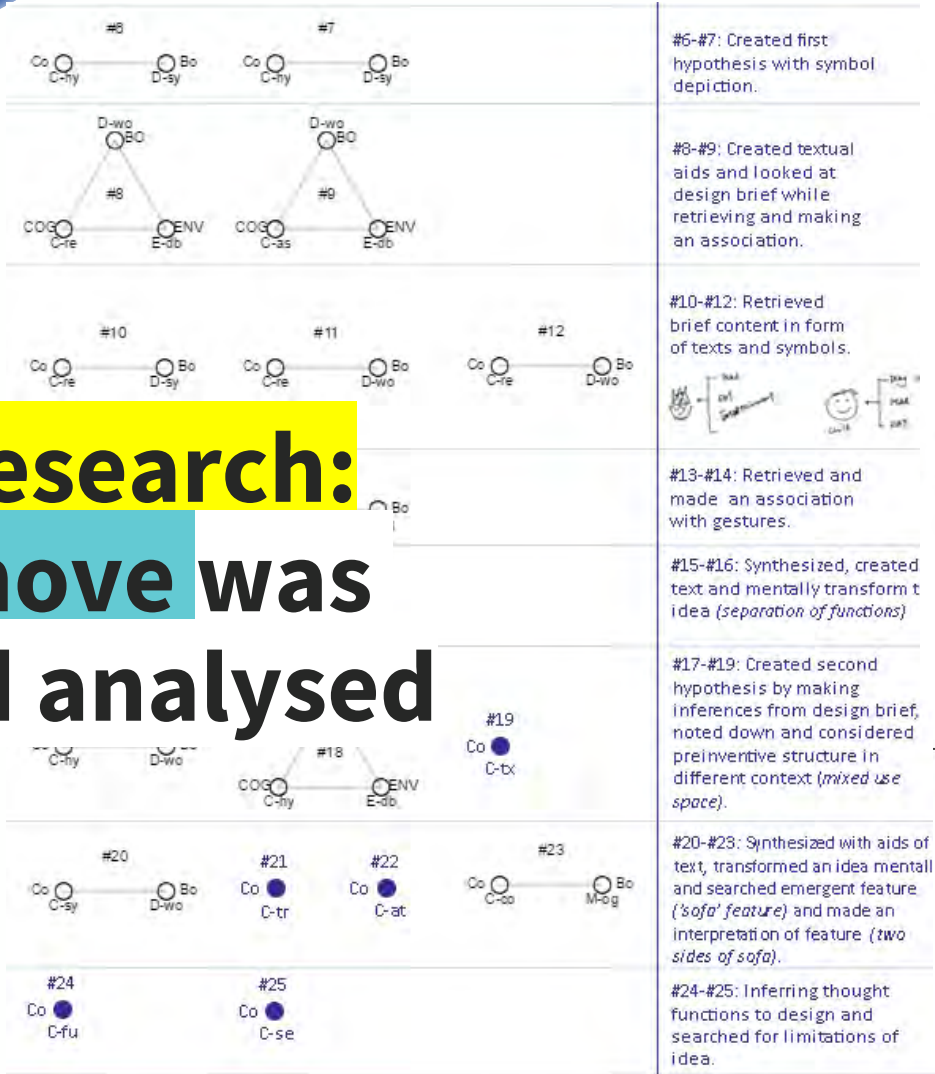 #6 #7
Co Bo Co Bo
C-hy D-sy C-hy D-sy
#6-#7: Created first
hypothesis with symbol
depiction.
D-wo D-wo
BO BO
#8 #9
COG ENV COG ENV
C-re E-db C-as E-db
#8-#9: Created textual
aids and looked at
design brief while
retrieving and making
an association.
#10 #11 #12
Co Bo Co Bo Co Bo
C-re D-sy C-re D-wo C-re D-wo
#10-#12: Retrieved
brief content in form
of texts and symbols.
esearch:
Bo
#13-#14: Retrieved and
made an association
with gestures.
ove was
#15-#16: Synthesized, created
text and mentally transform t
idea (separation of functions)
analysed
C-hy D-wo
#18
COG ENV
C-hy E-db
#19
Co
C-tx
#17-#19: Created second
hypothesis by making
inferences from design brief,
noted down and considered
preinventive structure in
different context (mixed use
space).
#20 #21 #22 #23
Co Bo Co Co Co Bo
C-sy D-wo C-tr C-at C-co M-og
#20-#23: Synthesized with aids of
text, transformed an idea mentall
and searched emergent feature
('sofa' feature) and made an
interpretation of feature (two
sides of sofa).
#24 #25
Co Co
C-fu C-se
#24-#25: Inferring thought
functions to design and
searched for limitations of
idea.